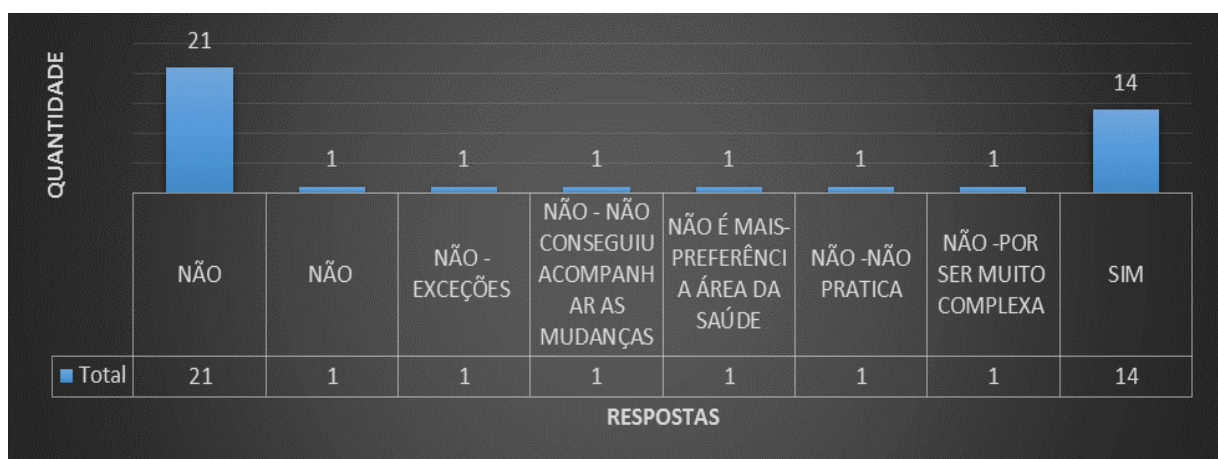 QUANTIDADE
21
1
1
1
1
1
1
14
NÃO
NÃO
NÃO -
EXCEÇÕES
NÃO - NÃO
CONSEGUIU
ACOMPANH
AR AS
MUDANÇAS
NÃO É MAIS-
PREFERÊNCI
A ÁREA DA
SAÚDE
NÃO -NÃO
PRATICA
NÃO -POR
SER MUITO
COMPLEXA
SIM
Total 21 1 1 1 1 1 1 14
RESPOSTAS